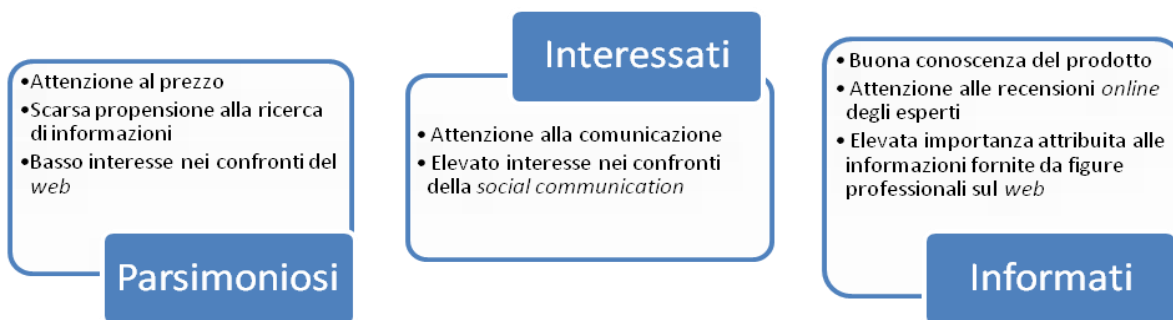 •Attenzione al prezzo
•Scarsa propensione alla ricerca
di informazioni
•Basso interesse nei confronti del
web
Parsimoniosi
Interessati
• Attenzione alla comunicazione
• Elevato interesse nei confronti
della social communication
• Buona conoscenza del prodotto
• Attenzione alle recensioni online
degli esperti
• Elevata importanza attribuita alle
informazioni fornite da figure
professionali sul web
Informati